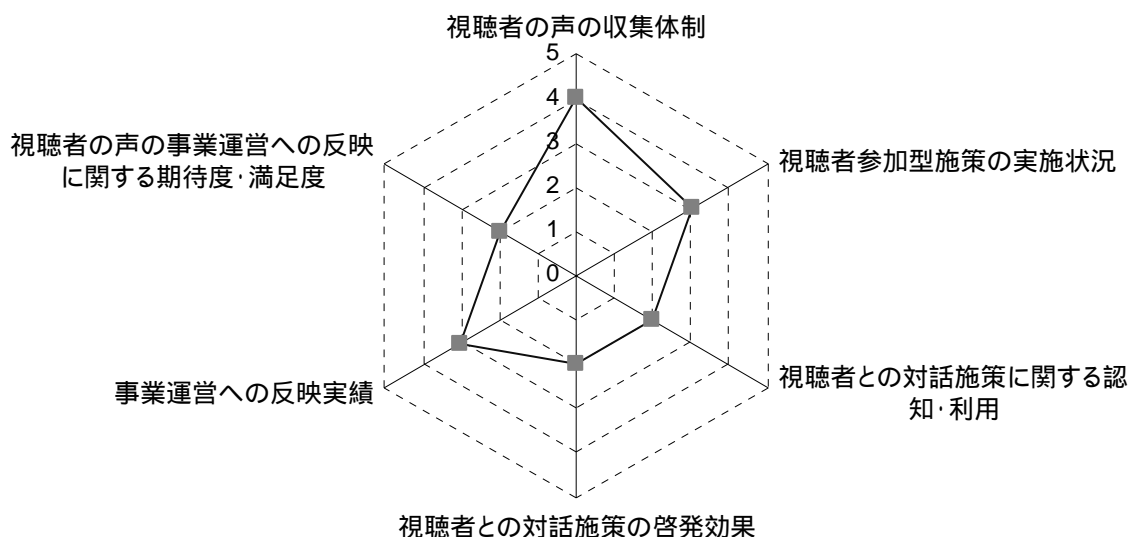 視聴者の声の収集体制
5
4
3
2
1
0
視聴者参加型施策の実施状況
視聴者との対話施策に関する認
知・利用
視聴者との対話施策の啓発効果
事業運営への反映実績
視聴者の声の事業運営への反映
に関する期待度・満足度